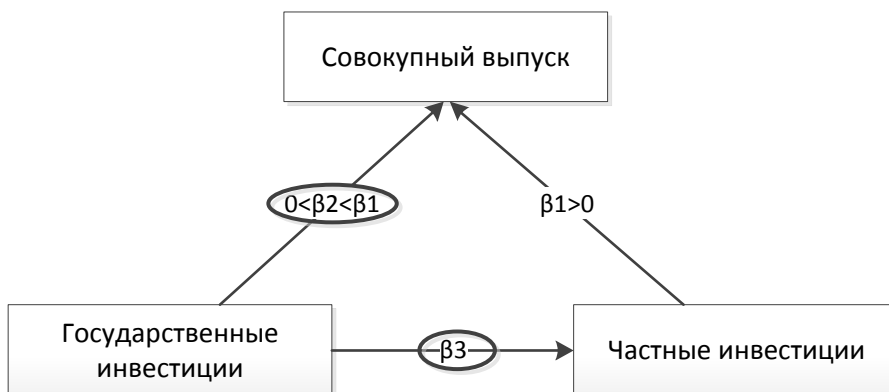 Совокупный выпуск
0<β2<β1
β1>0
Государственные
инвестиции
β3
Частные инвестиции